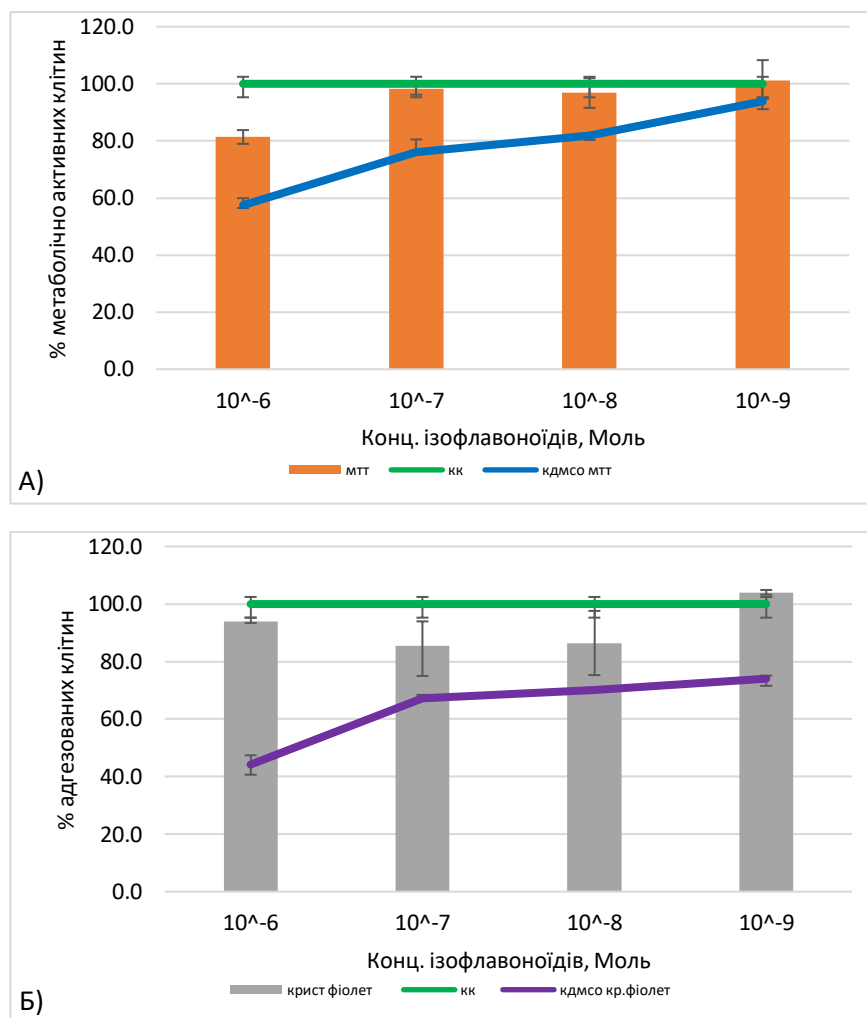 120.0
100.0
80.0
60.0
40.0
20.0
0.0
% метаболічно активних клітин
10^-6 10^-7 10^-8 10^-9
Конц. ізофлавоноїдів, Моль
А)
мтт кк кдмсо мтт
120.0
100.0
80.0
60.0
40.0
20.0
0.0
% адгезованих клітин
10^-6 10^-7 10^-8 10^-9
Конц. ізофлавоноїдів, Моль
Б)
крист фіолет кк кдмсо кр.фіолет